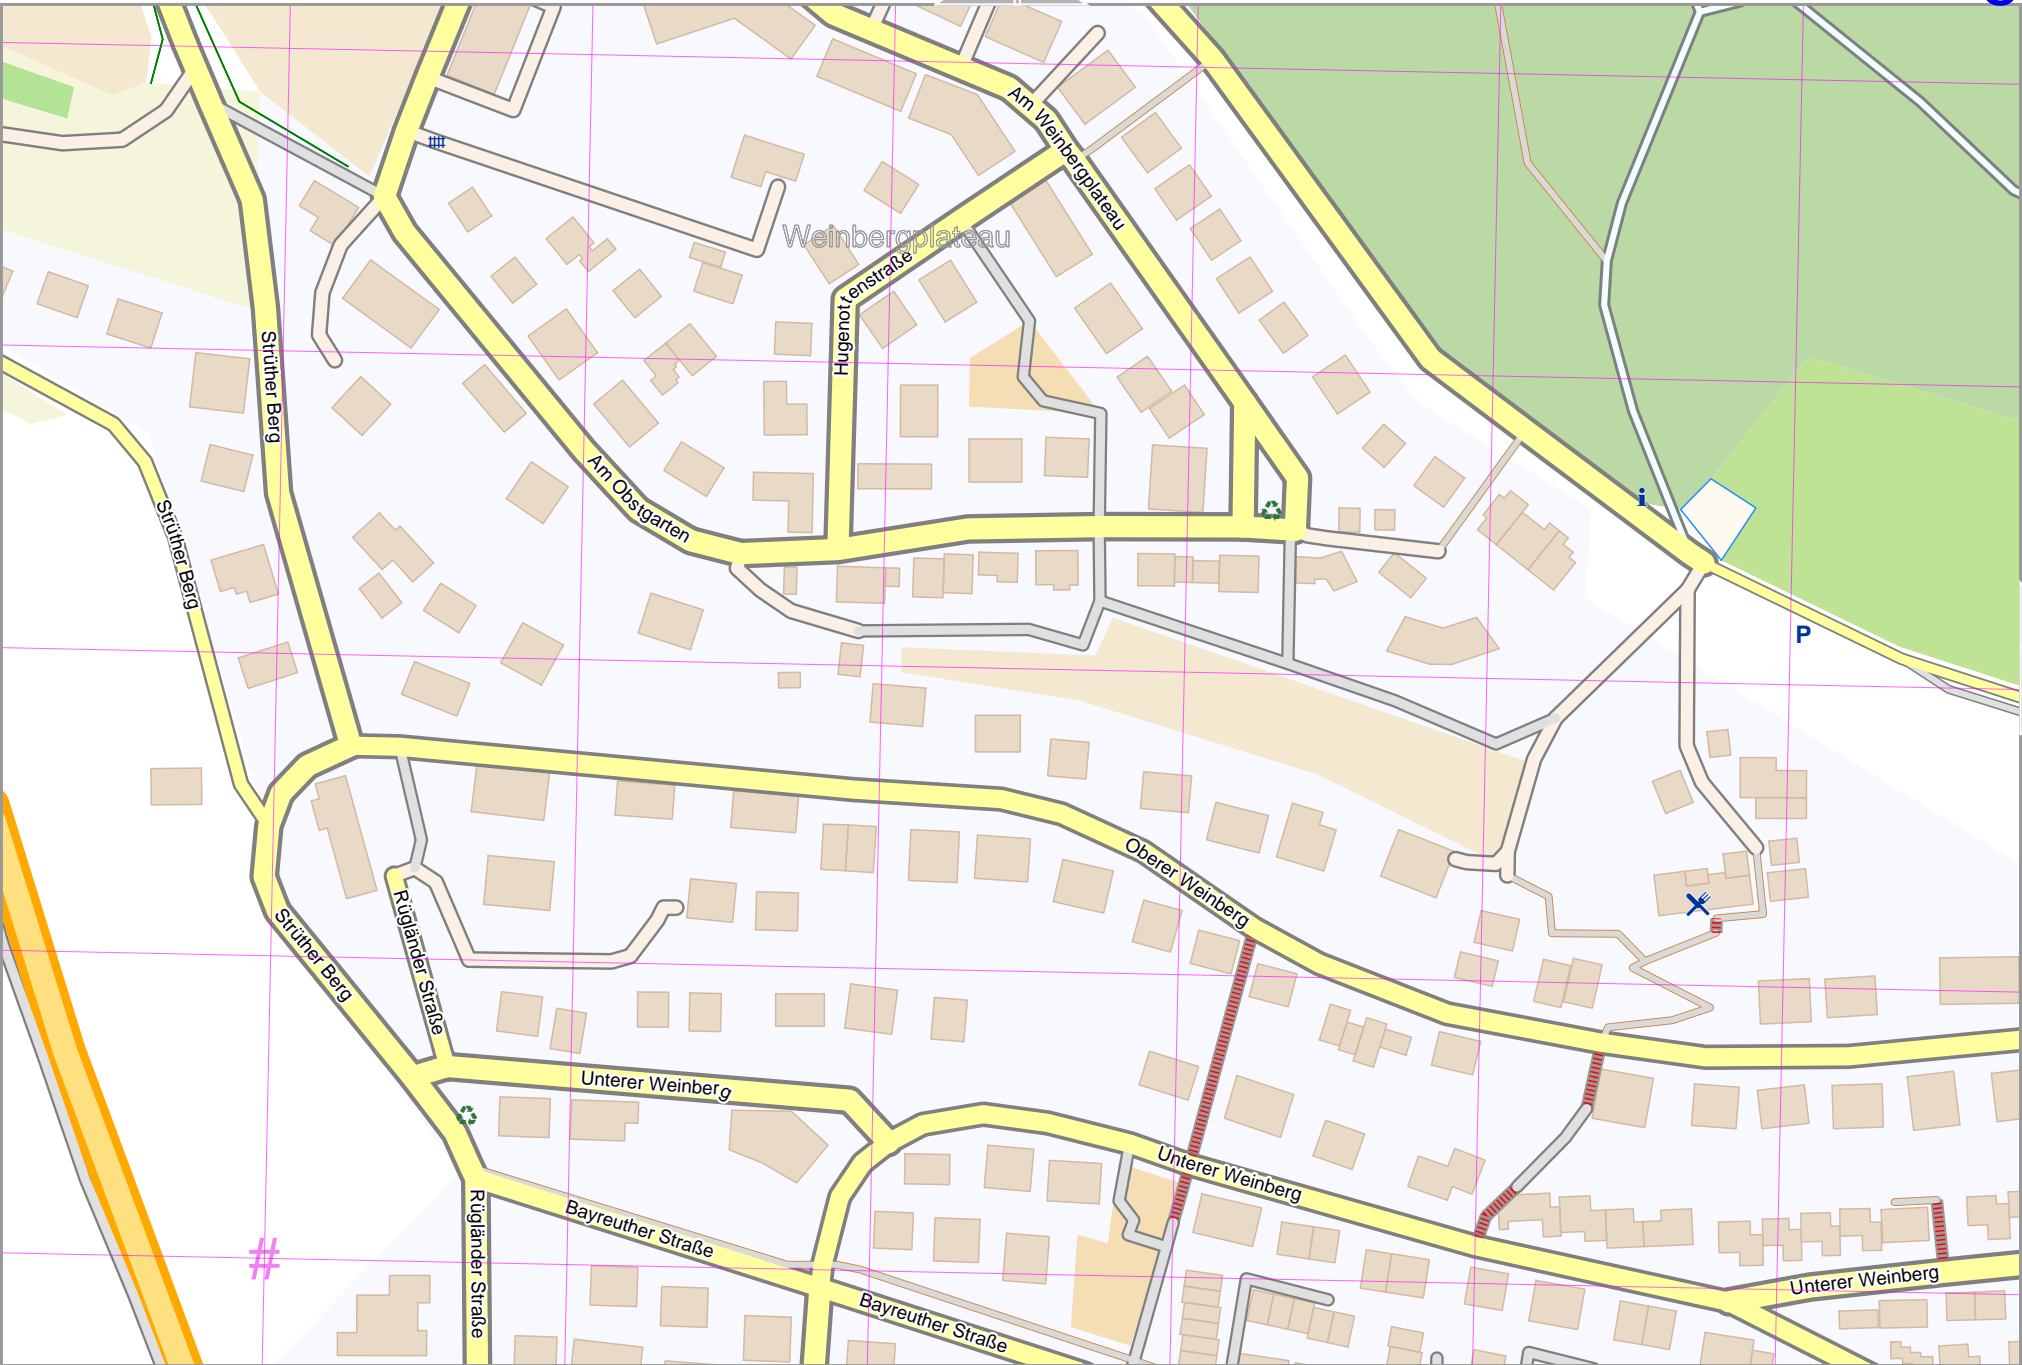 Am Weinbergplateau
Weinbergplateau
Hugenottenstraße
Strüther Berg
Am Obstgarten
Strüther Berg
i
P
Oberer Weinberg
Rügländer Straße
Strüther Berg
Unterer Weinberg
Unterer Weinberg
Rügländer Straße
Bayreuther Straße
#
Unterer Weinberg
Bayreuther Straße